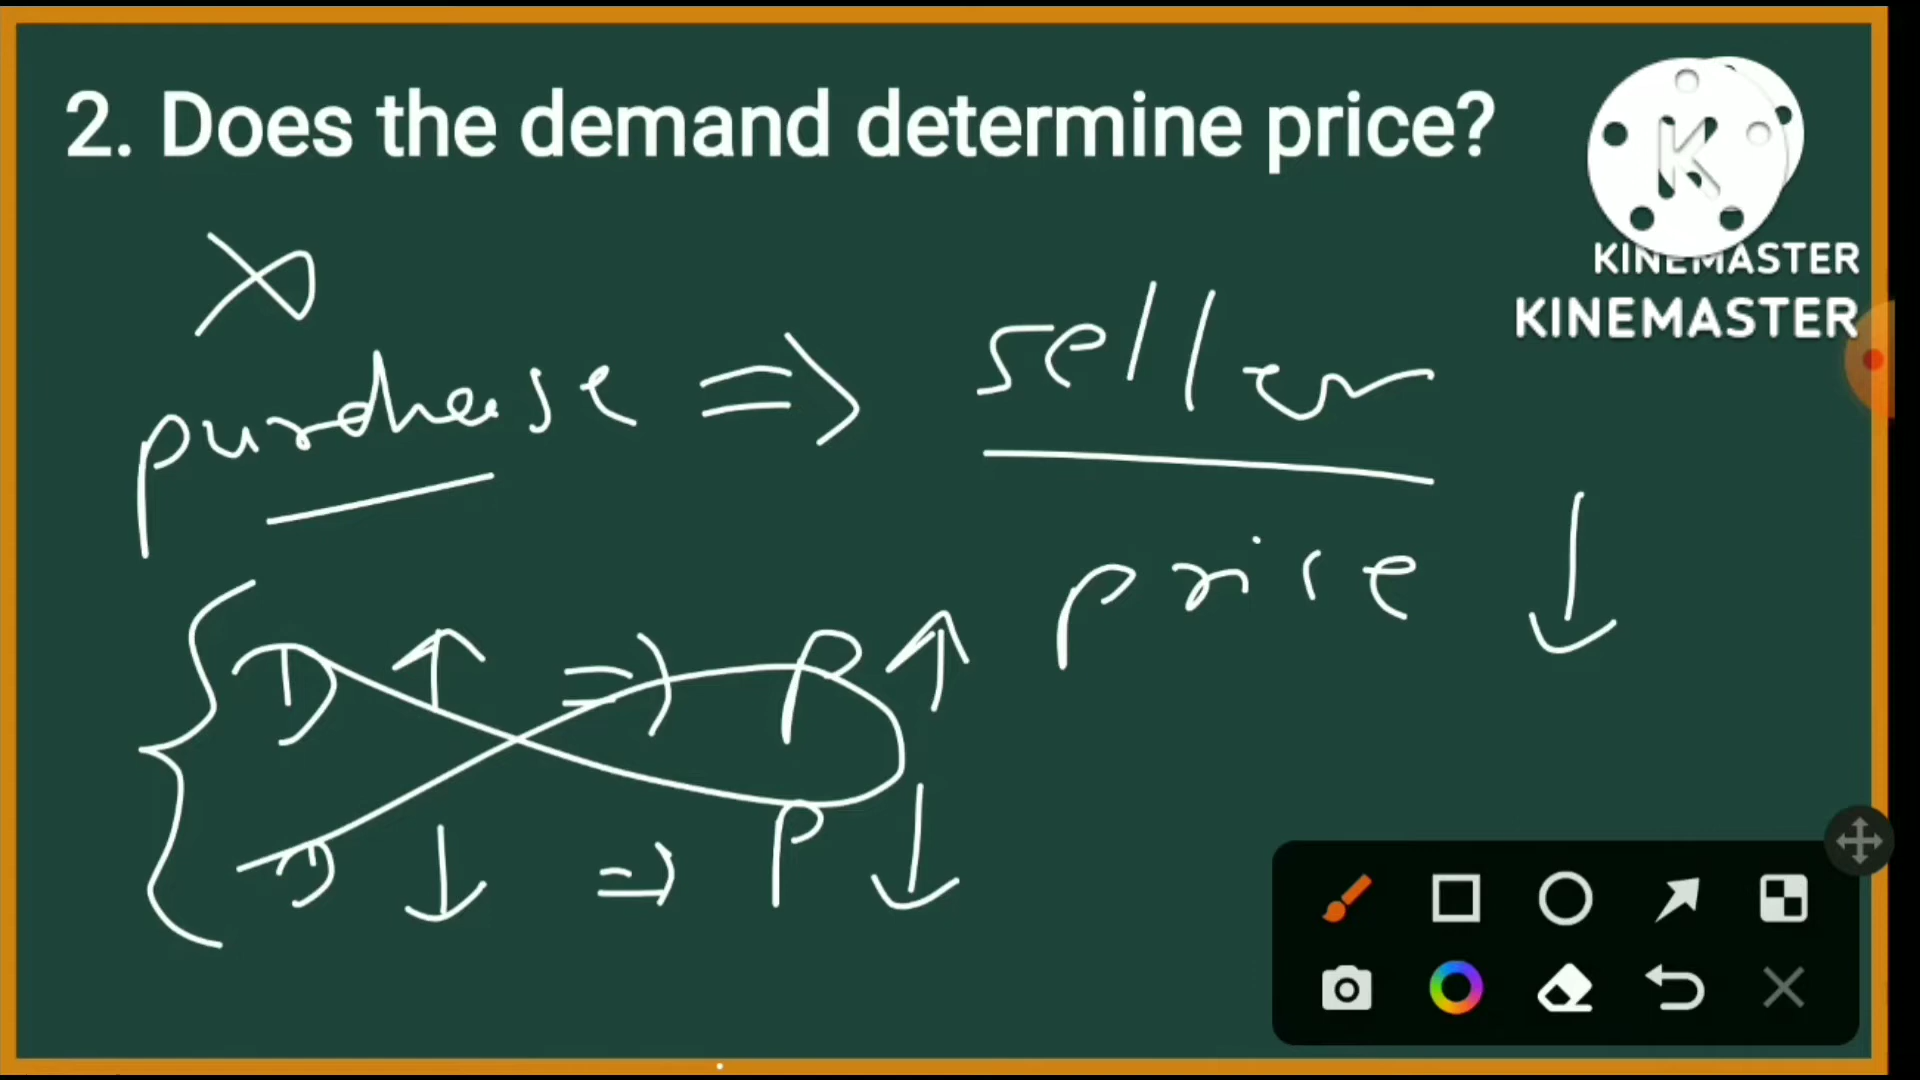 2. Does the demand determine price?
KINEMASTER
KINEMASTER
purchase ⇒ seller
price ↓
D ↑ ⇒ P ↑
D ↓ ⇒ P ↓